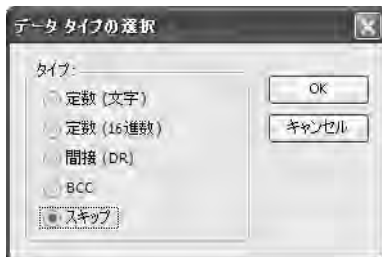 データ タイプの選択
タイプ:
定数 (文字)
定数 (16進数)
間接 (DR)
BCC
スキップ
OK
キャンセル